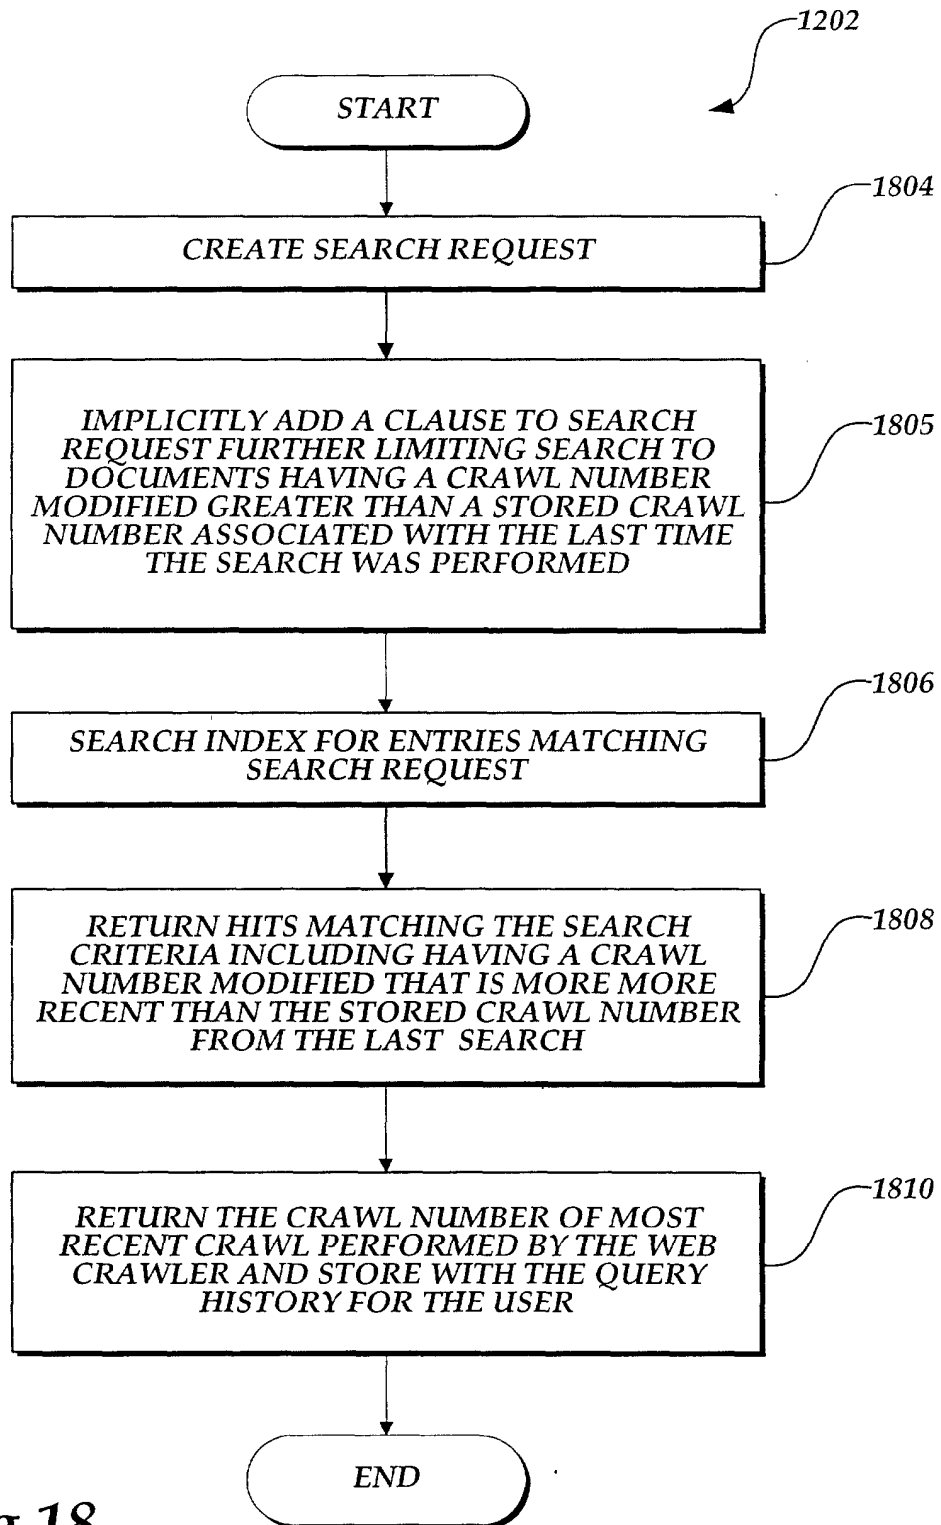 1202
START
1804
CREATE SEARCH REQUEST
IMPLICITLY ADD A CLAUSE TO SEARCH
REQUEST FURTHER LIMITING SEARCH TO
DOCUMENTS HAVING A CRAWL NUMBER
MODIFIED GREATER THAN A STORED CRAWL
NUMBER ASSOCIATED WITH THE LAST TIME
THE SEARCH WAS PERFORMED
1805
1806
SEARCH INDEX FOR ENTRIES MATCHING
SEARCH REQUEST
RETURN HITS MATCHING THE SEARCH
CRITERIA INCLUDING HAVING A CRAWL
NUMBER MODIFIED THAT IS MORE MORE
RECENT THAN THE STORED CRAWL NUMBER
FROM THE LAST SEARCH
1808
1810
RETURN THE CRAWL NUMBER OF MOST
RECENT CRAWL PERFORMED BY THE WEB
CRAWLER AND STORE WITH THE QUERY
HISTORY FOR THE USER
END
18